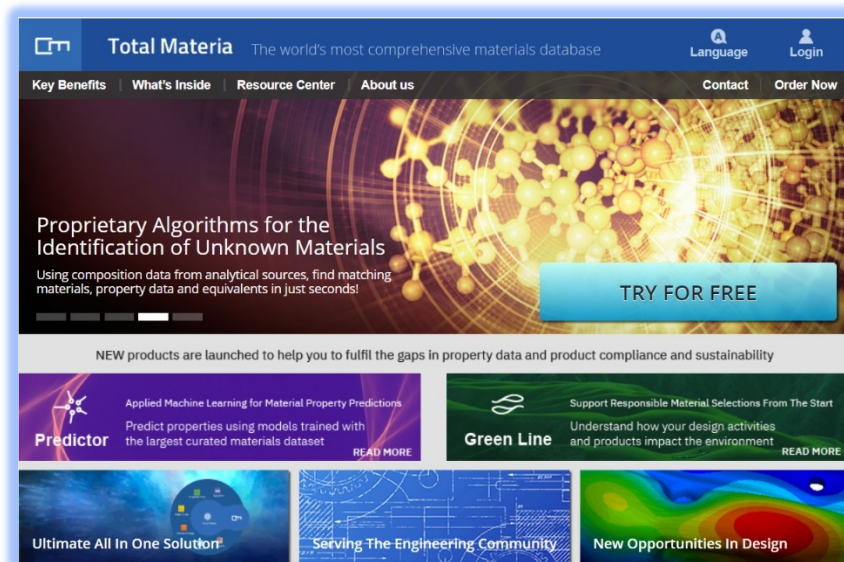 Total Materia The world's most comprehensive materials database
Language Login
Key Benefits What's Inside Resource Center About us Contact Order Now
Proprietary Algorithms for the
Identification of Unknown Materials
Using composition data from analytical sources, find matching
materials, property data and equivalents in just seconds!
TRY FOR FREE
NEW products are launched to help you to fulfil the gaps in property data and product compliance and sustainability
Predictor
Applied Machine Learning for Material Property Predictions
Predict properties using models trained with
the largest curated materials dataset
READ MORE
Green Line
Support Responsible Material Selections From The Start
Understand how your design activities
and products impact the environment
READ MORE
Ultimate All In One Solution
Serving The Engineering Community
New Opportunities In Design